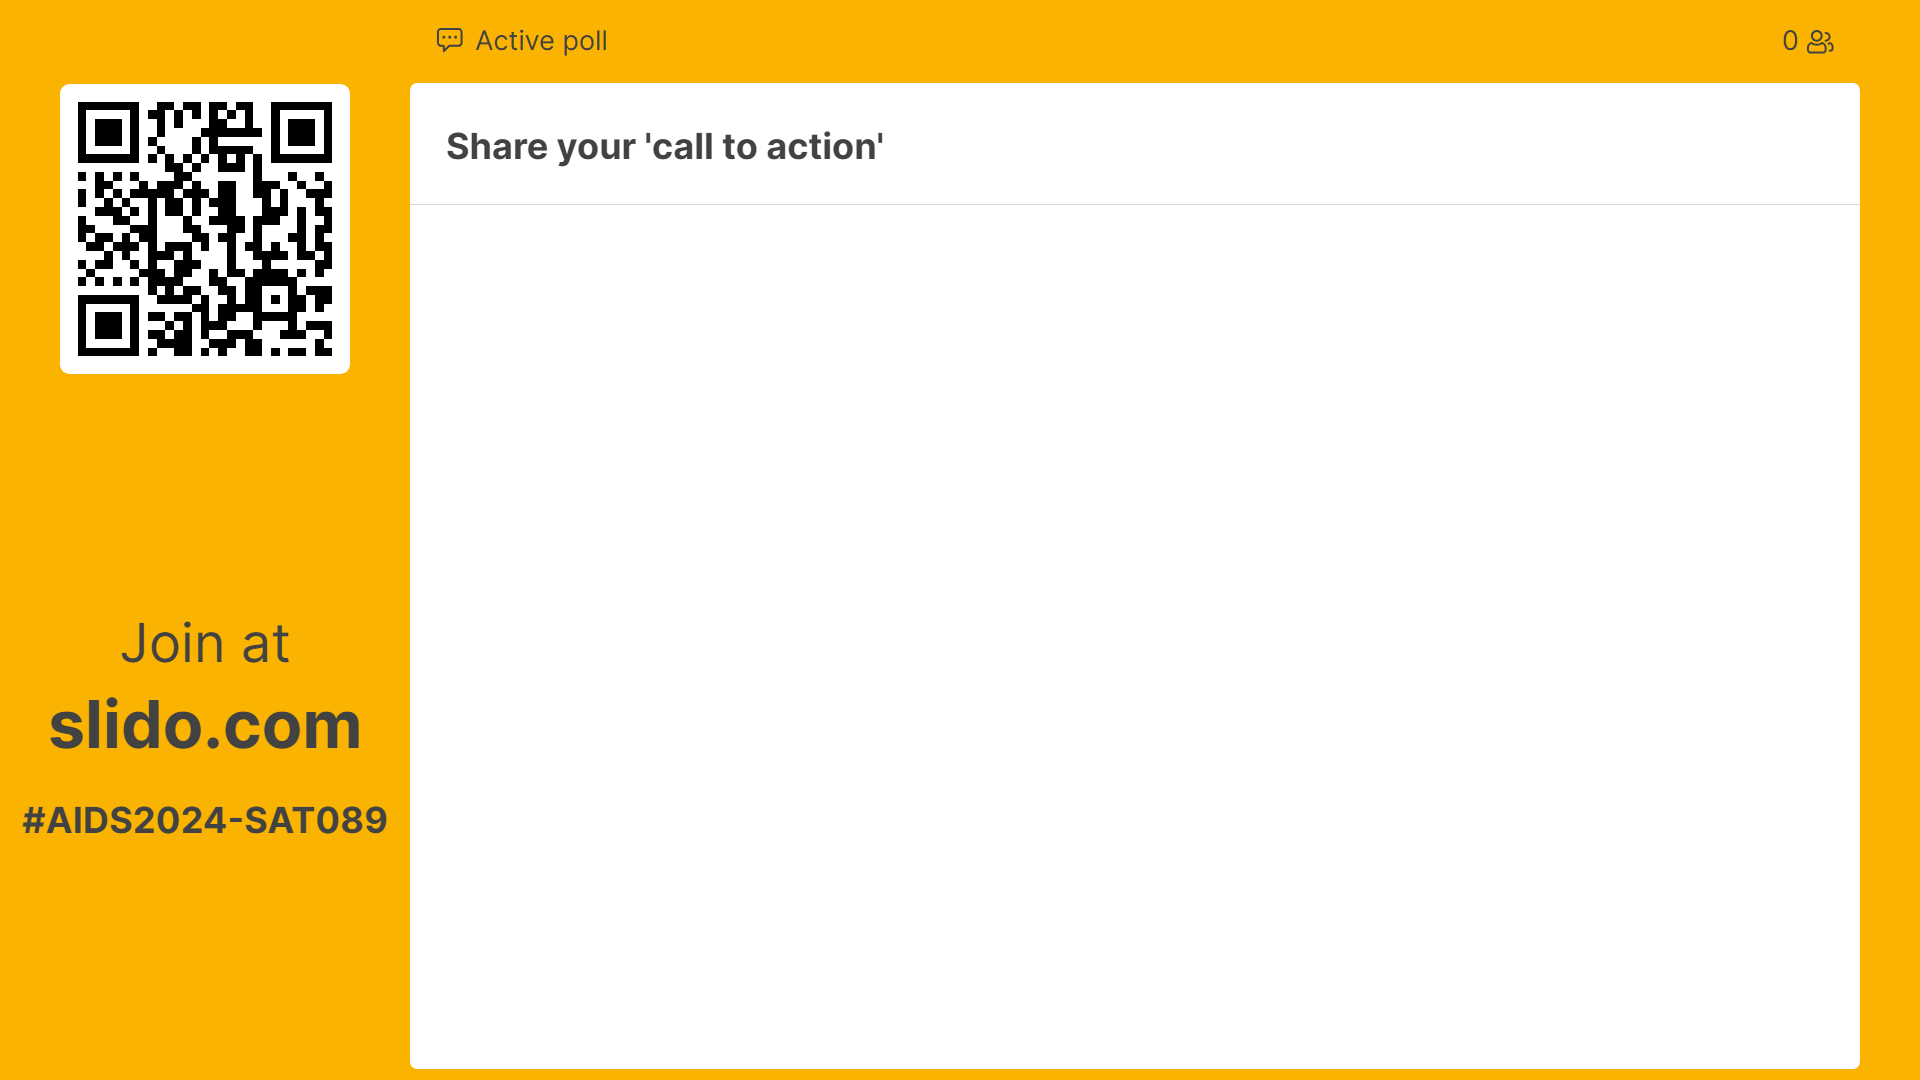 Active poll
0
Share your 'call to action'
Join at
slido.com
#AIDS2024-SAT089